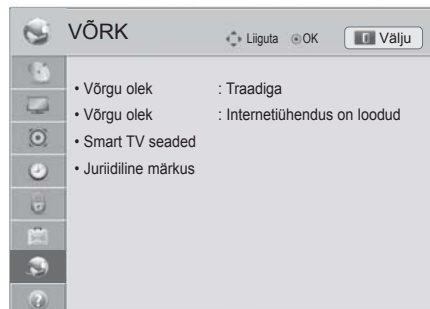 VÕRK
Liiguta OK Välju
• Võrgu olek : Traadiga
• Võrgu olek : Internetiühendus on loodud
• Smart TV seaded
• Juriidiline märkus